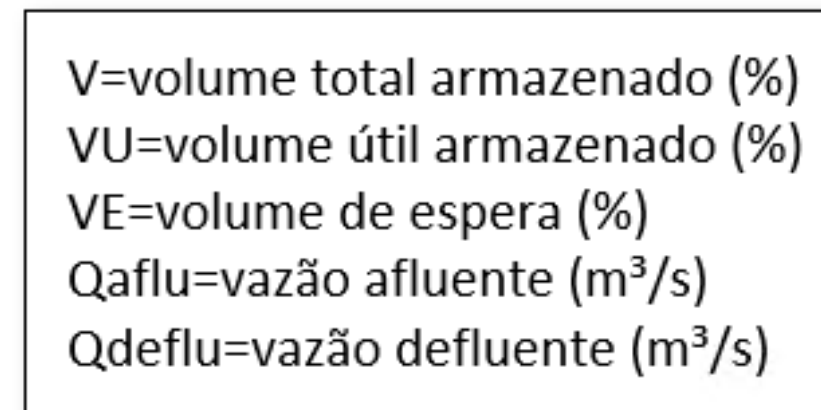 V=volume total armazenado (%)
VU=volume útil armazenado (%)
VE=volume de espera (%)
Qaflu=vazão afluente (m³/s)
Qdeflu=vazão defluente (m³/s)